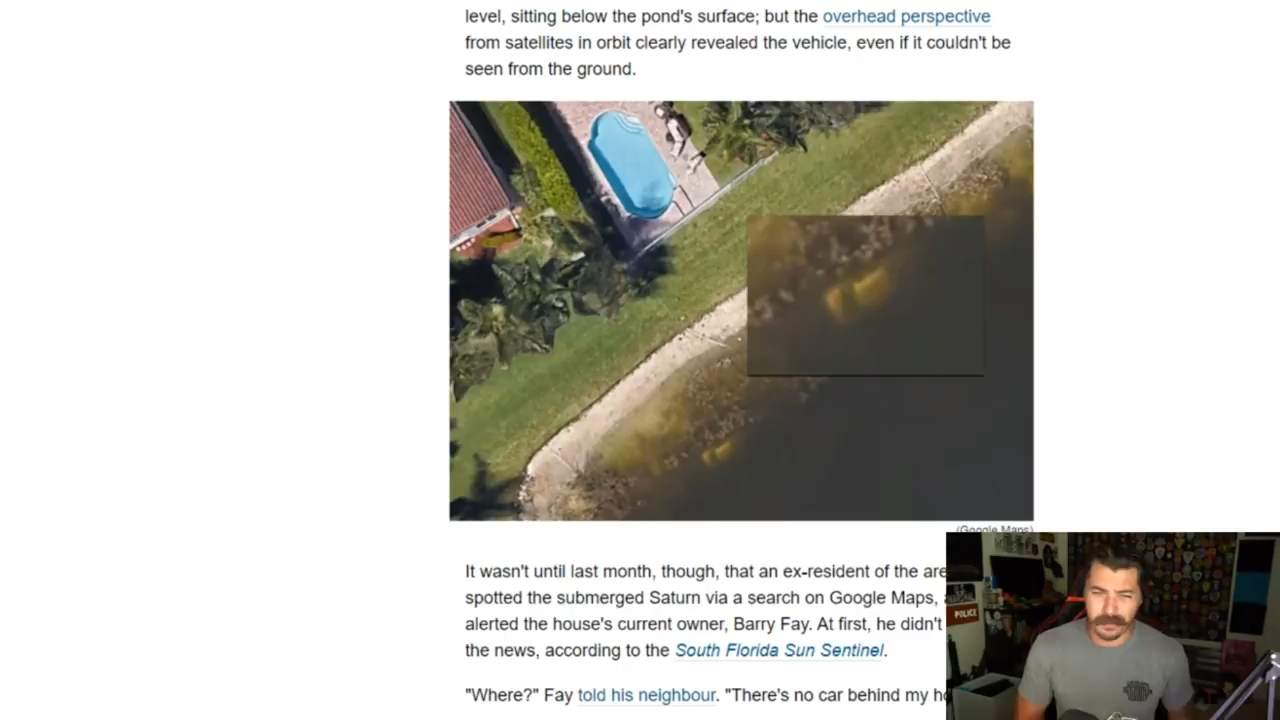 level, sitting below the pond's surface; but the overhead perspective
from satellites in orbit clearly revealed the vehicle, even if it couldn't be
seen from the ground.
(Google Maps)
It wasn't until last month, though, that an ex-resident of the are
spotted the submerged Saturn via a search on Google Maps,
alerted the house's current owner, Barry Fay. At first, he didn't
the news, according to the South Florida Sun Sentinel.
"Where?" Fay told his neighbour. "There's no car behind my ho
POLICE